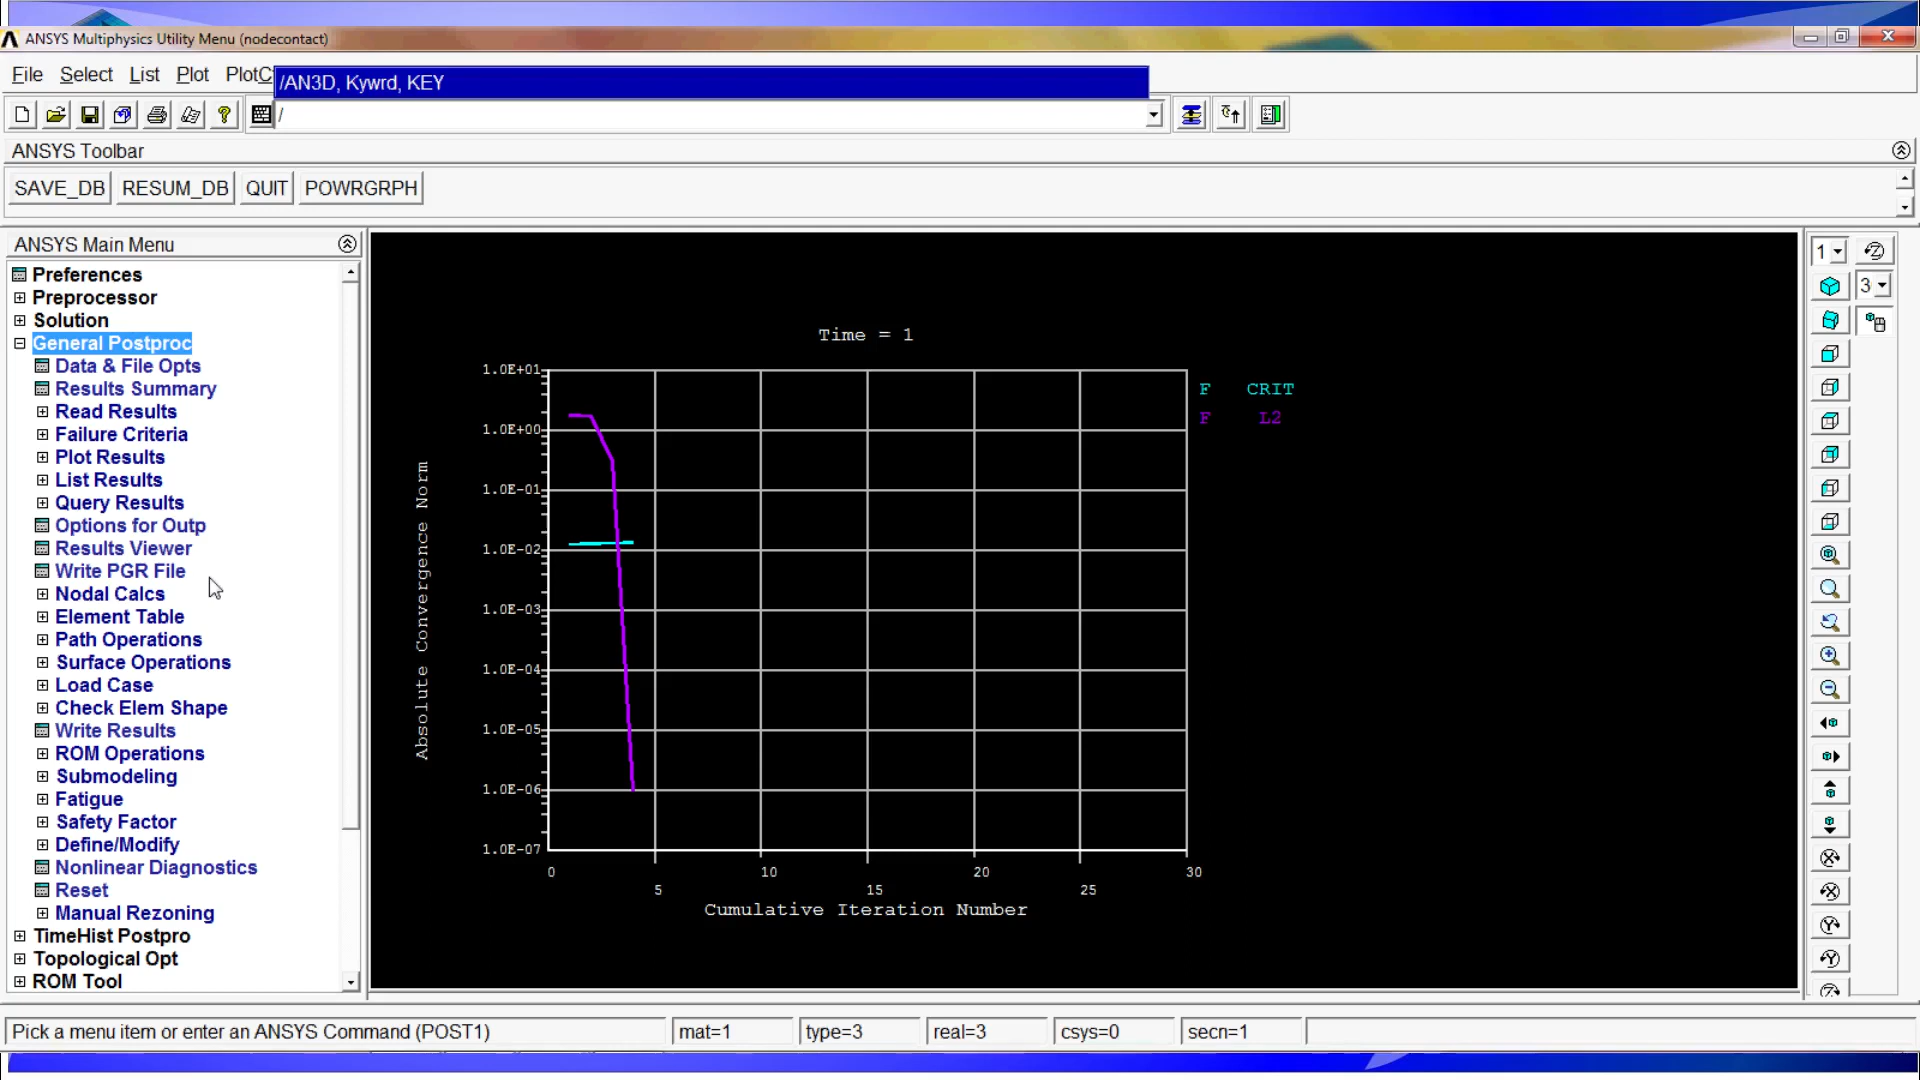 ANSYS Multiphysics Utility Menu (nodecontact)
File Select List Plot PlotC
/AN3D, Kywrd, KEY
/
ANSYS Toolbar
SAVE_DB RESUM_DB QUIT POWRGRPH
ANSYS Main Menu
Preferences
Preprocessor
Solution
General Postproc
Data & File Opts
Results Summary
Read Results
Failure Criteria
Plot Results
List Results
Query Results
Options for Outp
Results Viewer
Write PGR File
Nodal Calcs
Element Table
Path Operations
Surface Operations
Load Case
Check Elem Shape
Write Results
ROM Operations
Submodeling
Fatigue
Safety Factor
Define/Modify
Nonlinear Diagnostics
Reset
Manual Rezoning
TimeHist Postpro
Topological Opt
ROM Tool
Time = 1
F CRIT
F L2
Absolute Convergence Norm
1.0E+01
1.0E+00
1.0E-01
1.0E-02
1.0E-03
1.0E-04
1.0E-05
1.0E-06
1.0E-07
0 5 10 15 20 25 30
Cumulative Iteration Number
1
3
Pick a menu item or enter an ANSYS Command (POST1) mat=1 type=3 real=3 csys=0 secn=1